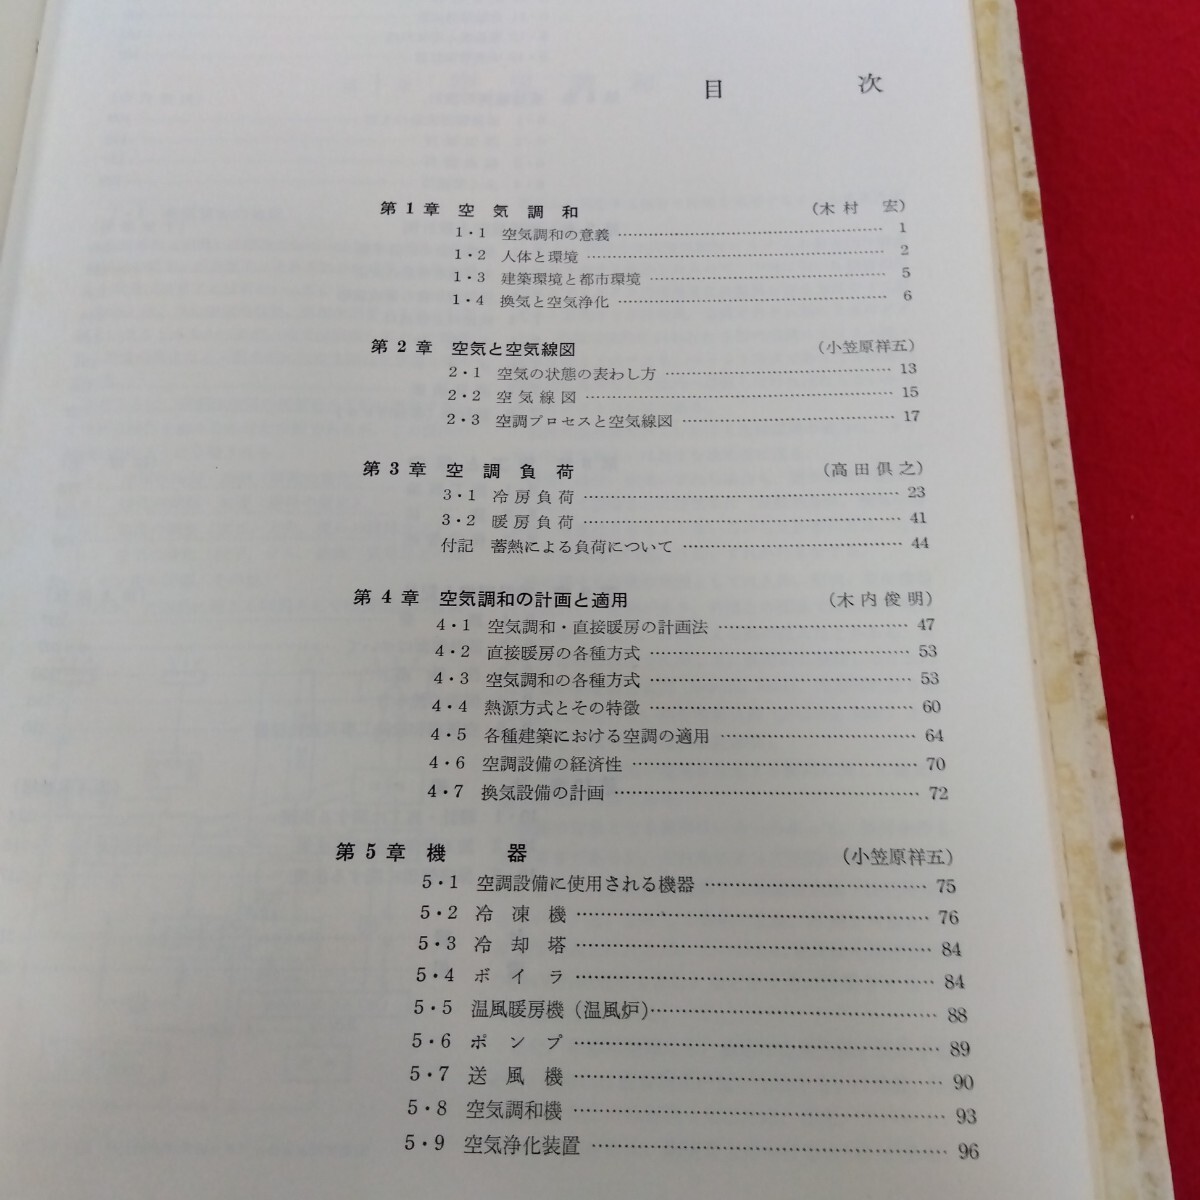 目次
第1章 空気調和 (木村 宏)
1・1 空気調和の意義 …… 1
1・2 人体と環境 …… 2
1・3 建築環境と都市環境 …… 5
1・4 換気と空気浄化 …… 6
第2章 空気と空気線図 (小笠原祥五)
2・1 空気の状態の表わし方 …… 13
2・2 空気線図 …… 15
2・3 空調プロセスと空気線図 …… 17
第3章 空調負荷 (高田倶之)
3・1 冷房負荷 …… 23
3・2 暖房負荷 …… 41
付記 蓄熱による負荷について …… 44
第4章 空気調和の計画と適用 (木内俊明)
4・1 空気調和・直接暖房の計画法 …… 47
4・2 直接暖房の各種方式 …… 53
4・3 空気調和の各種方式 …… 53
4・4 熱源方式とその特徴 …… 60
4・5 各種建築における空調の適用 …… 64
4・6 空調設備の経済性 …… 70
4・7 換気設備の計画 …… 72
第5章 機器 (小笠原祥五)
5・1 空調設備に使用される機器 …… 75
5・2 冷凍機 …… 76
5・3 冷却塔 …… 84
5・4 ボイラ …… 84
5・5 温風暖房機(温風炉) …… 88
5・6 ポンプ …… 89
5・7 送風機 …… 90
5・8 空気調和機 …… 93
5・9 空気浄化装置 …… 96